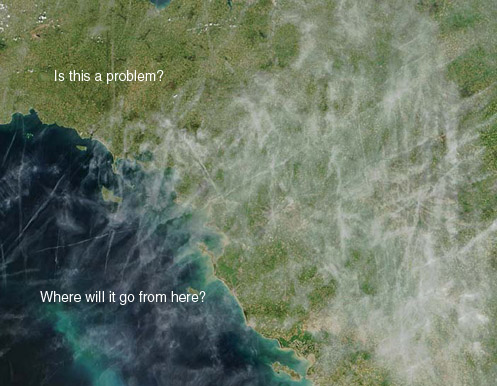 Is this a problem?
Where will it go from here?